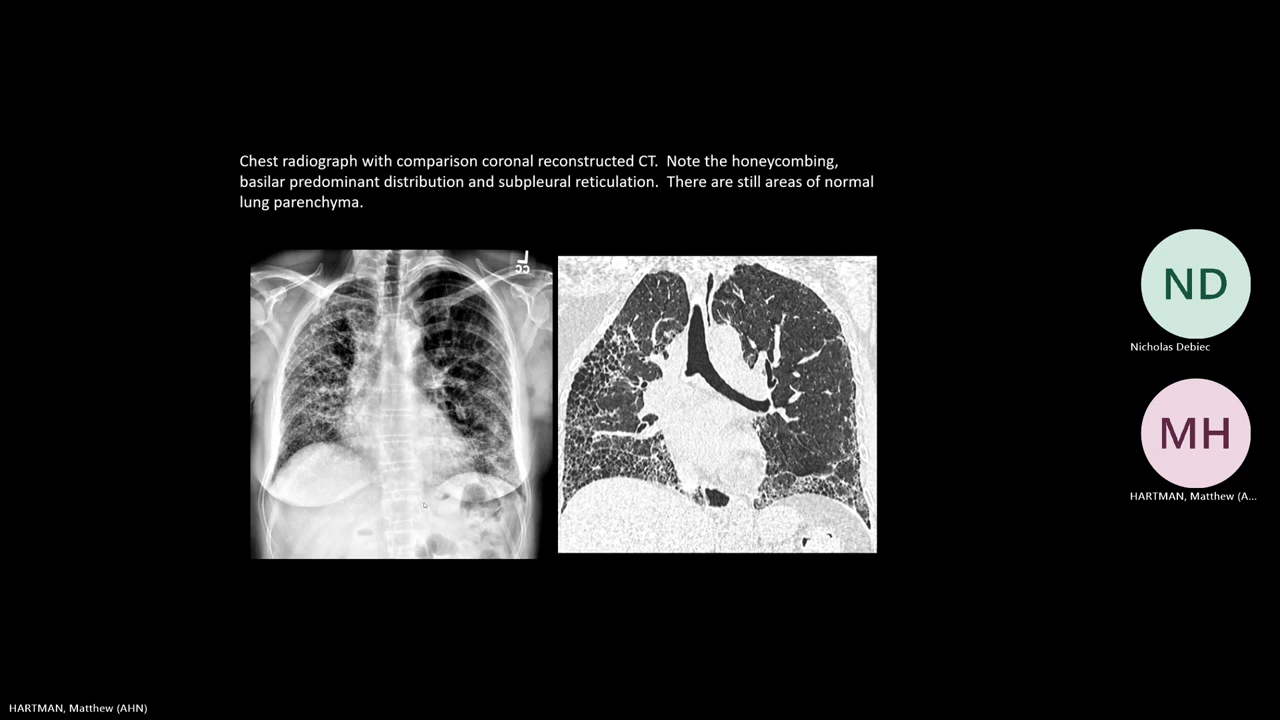 Chest radiograph with comparison coronal reconstructed CT.  Note the honeycombing,
basilar predominant distribution and subpleural reticulation.  There are still areas of normal
lung parenchyma.
L
ND
Nicholas Debiec
MH
HARTMAN, Matthew (A...
HARTMAN, Matthew (AHN)